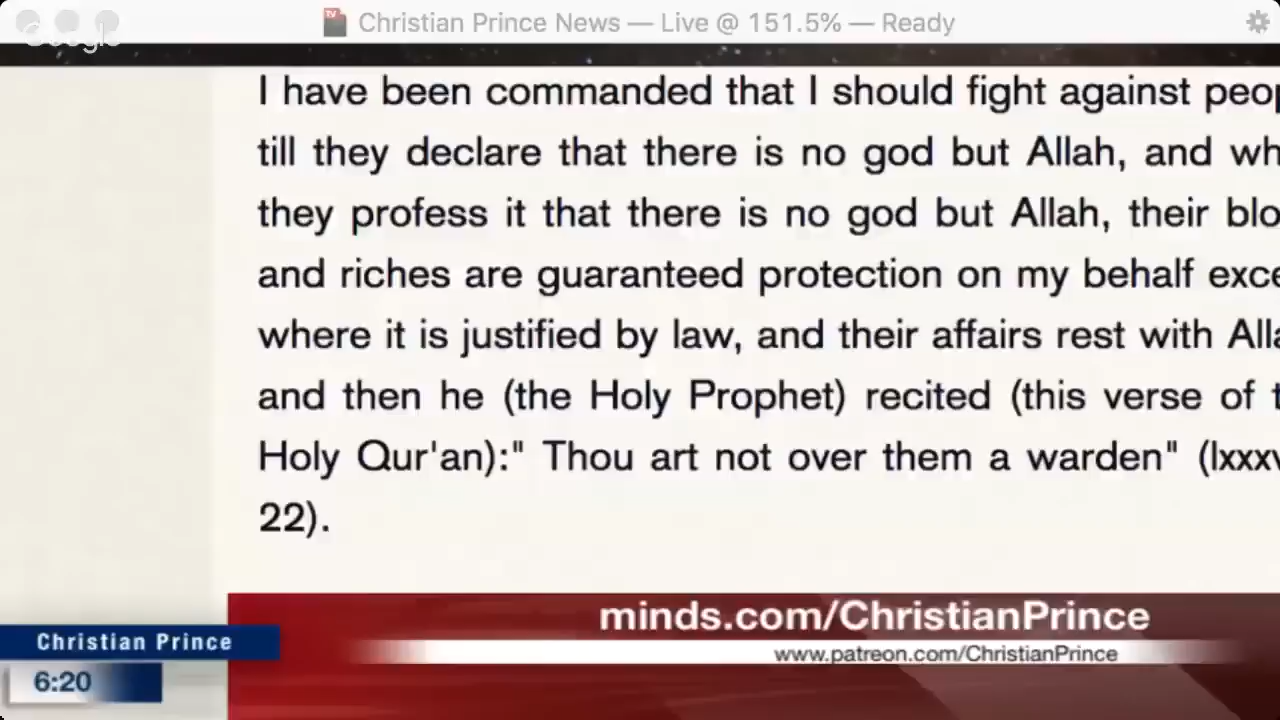 Christian Prince News — Live @ 151.5% — Ready
Google
I have been commanded that I should fight against peop
till they declare that there is no god but Allah, and wh
they profess it that there is no god but Allah, their blo
and riches are guaranteed protection on my behalf exce
where it is justified by law, and their affairs rest with Alla
and then he (the Holy Prophet) recited (this verse of t
Holy Qur'an):" Thou art not over them a warden" (lxxxv
22).
minds.com/ChristianPrince
www.patreon.com/ChristianPrince
Christian Prince
6:20